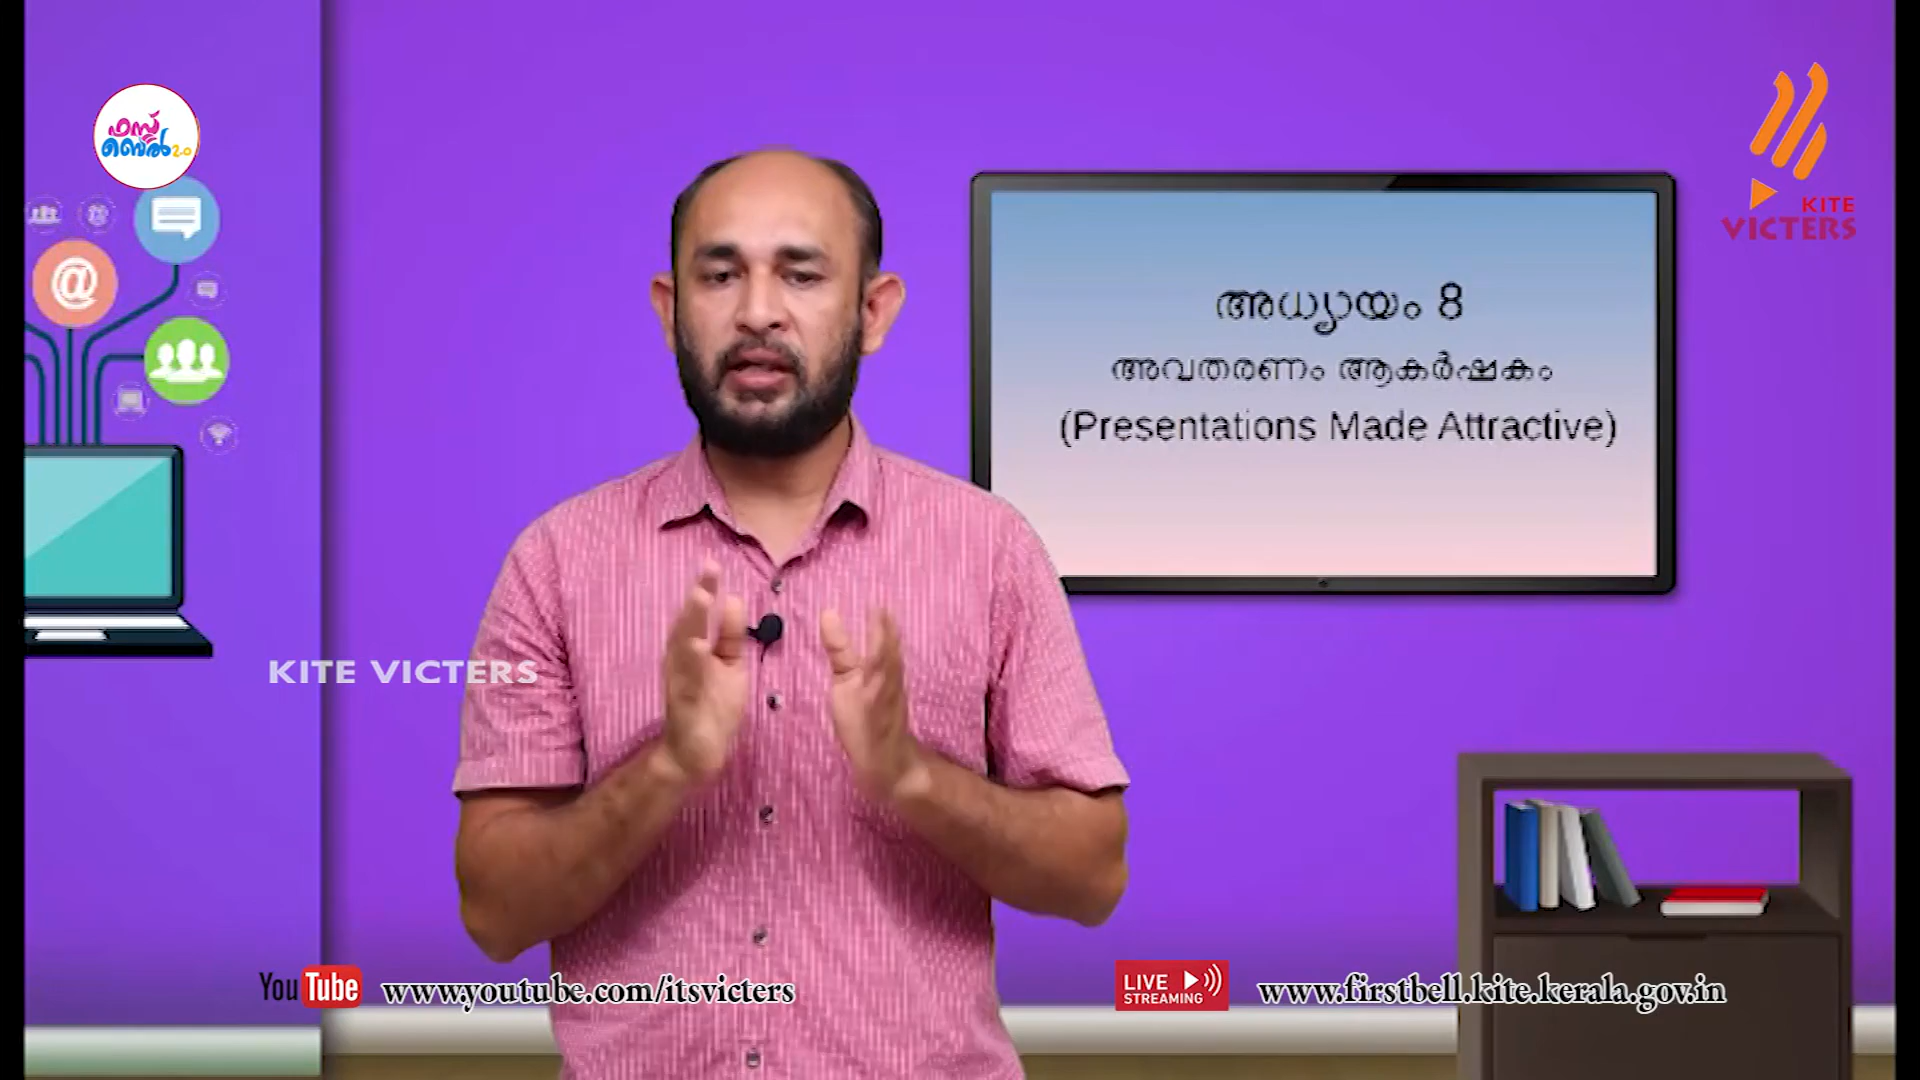 ഫസ്റ്റ്
ബെൽ 2.0
@
KITE
VICTERS
അധ്യായം 8
അവതരണം ആകർഷകം
(Presentations Made Attractive)
KITE VICTERS
YouTube www.youtube.com/itsvicters
LIVE
STREAMING
www.firstbell.kite.kerala.gov.in